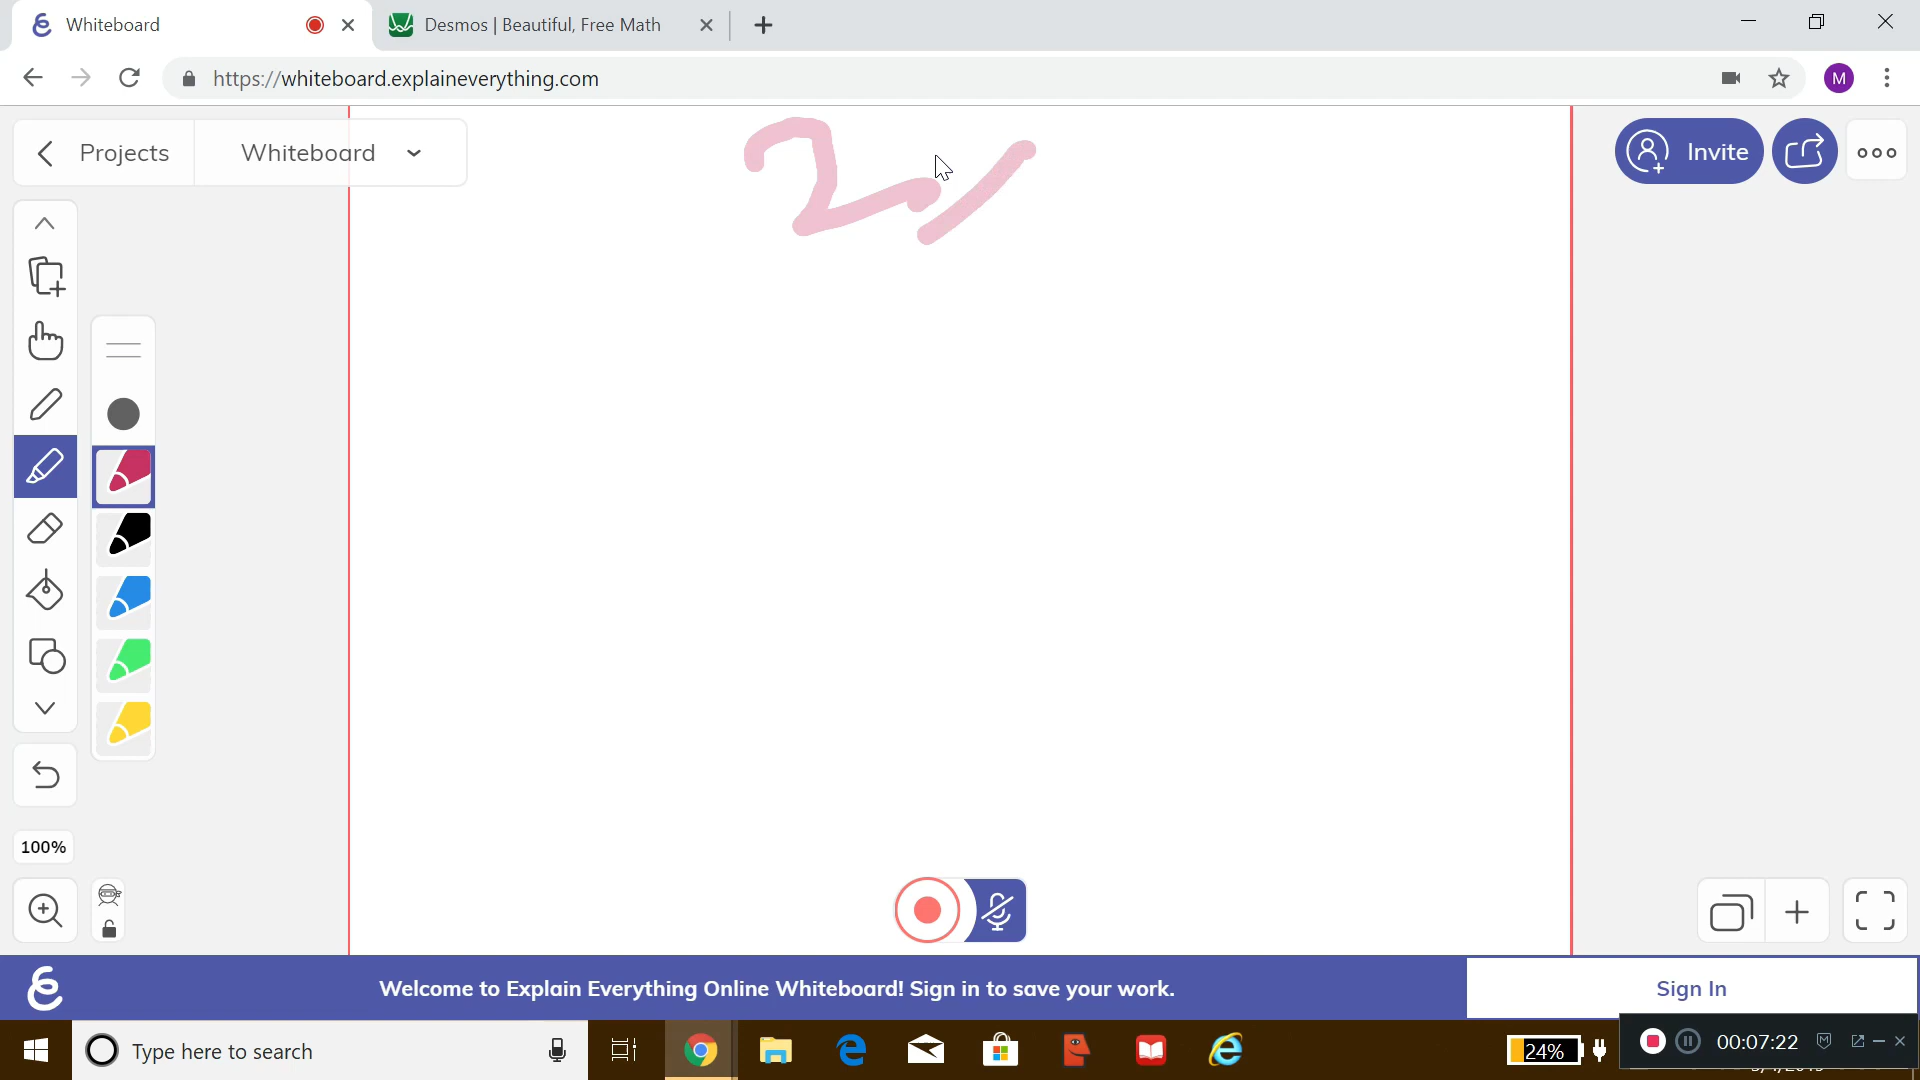 Whiteboard
Desmos | Beautiful, Free Math
https://whiteboard.explaineverything.com
M
Projects
Whiteboard
Invite
2
100%
Welcome to Explain Everything Online Whiteboard! Sign in to save your work.
Sign In
Type here to search
24%
00:07:22